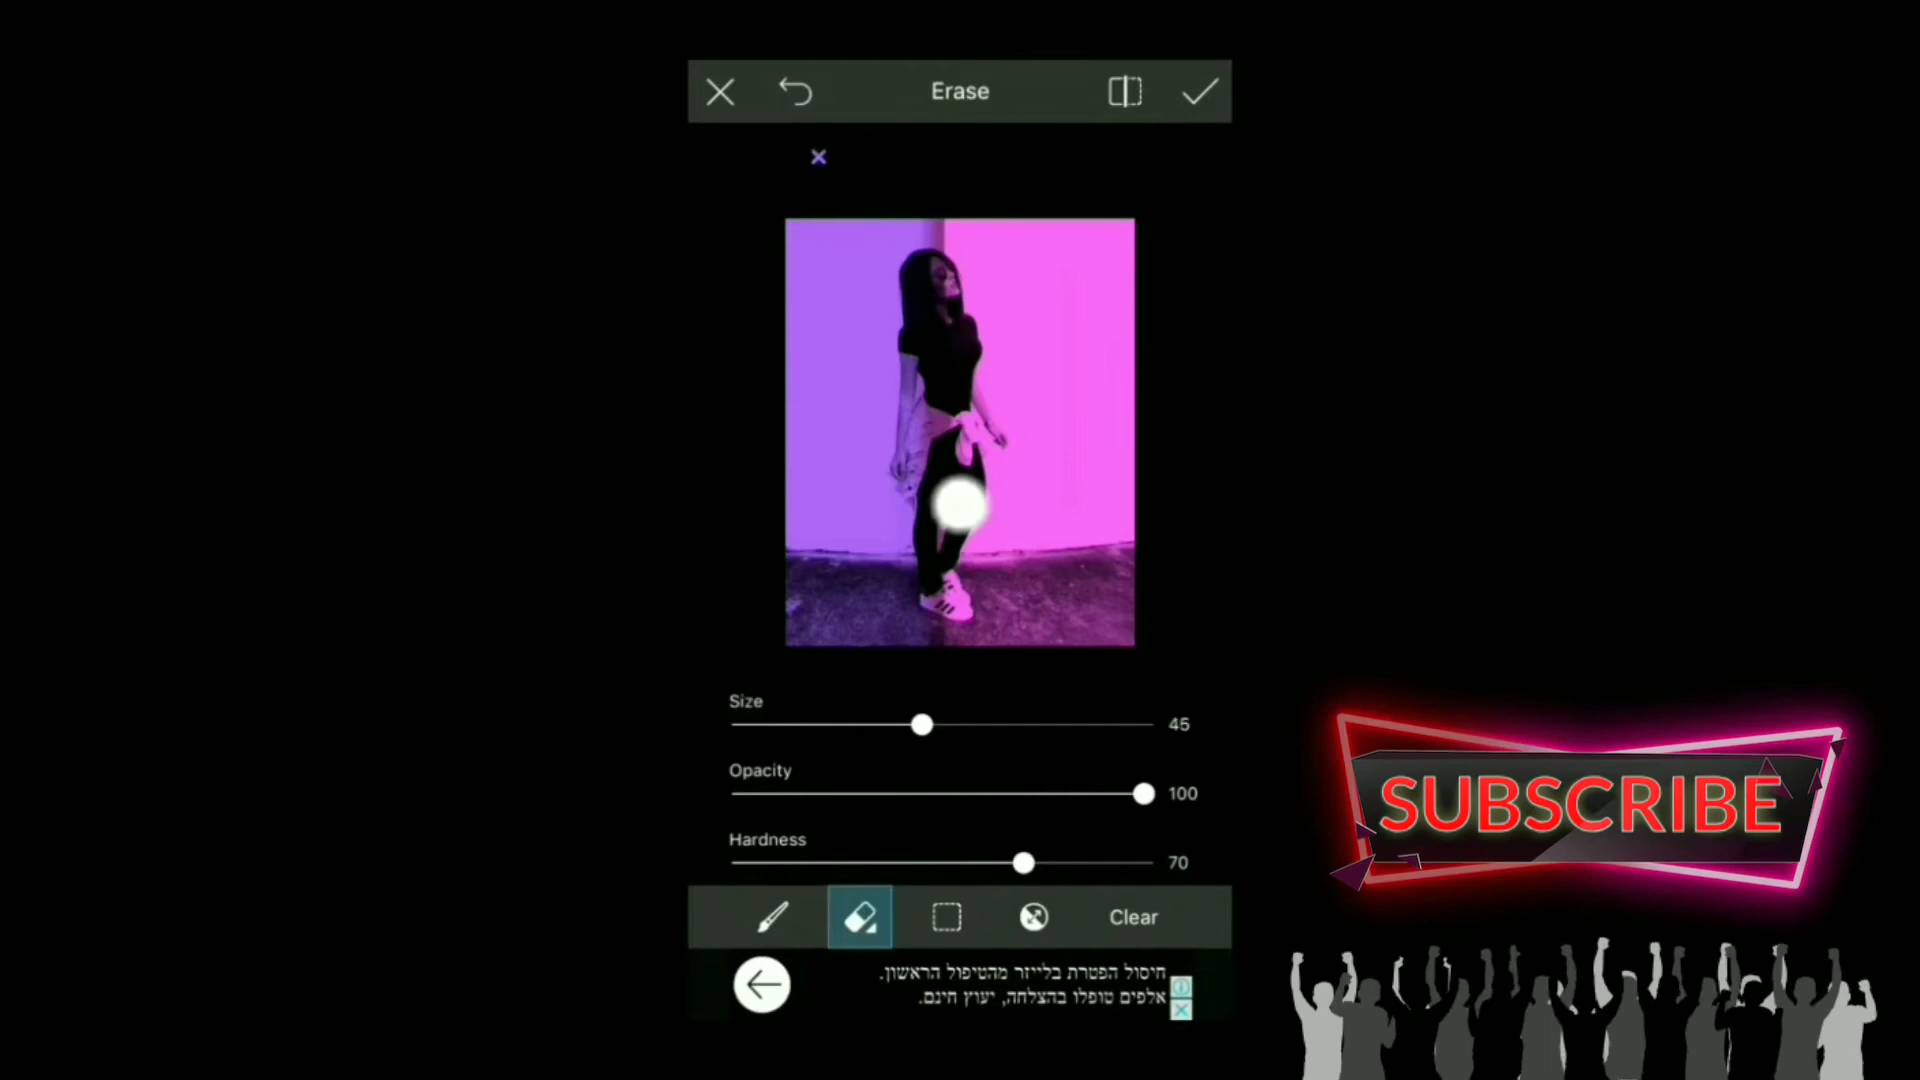 Erase
Size
45
Opacity
100
Hardness
70
Clear
חיסול הפטרת בלייזר מהטיפול הראשון.
אלפים טופלו בהצלחה, יעוץ חינם.
SUBSCRIBE